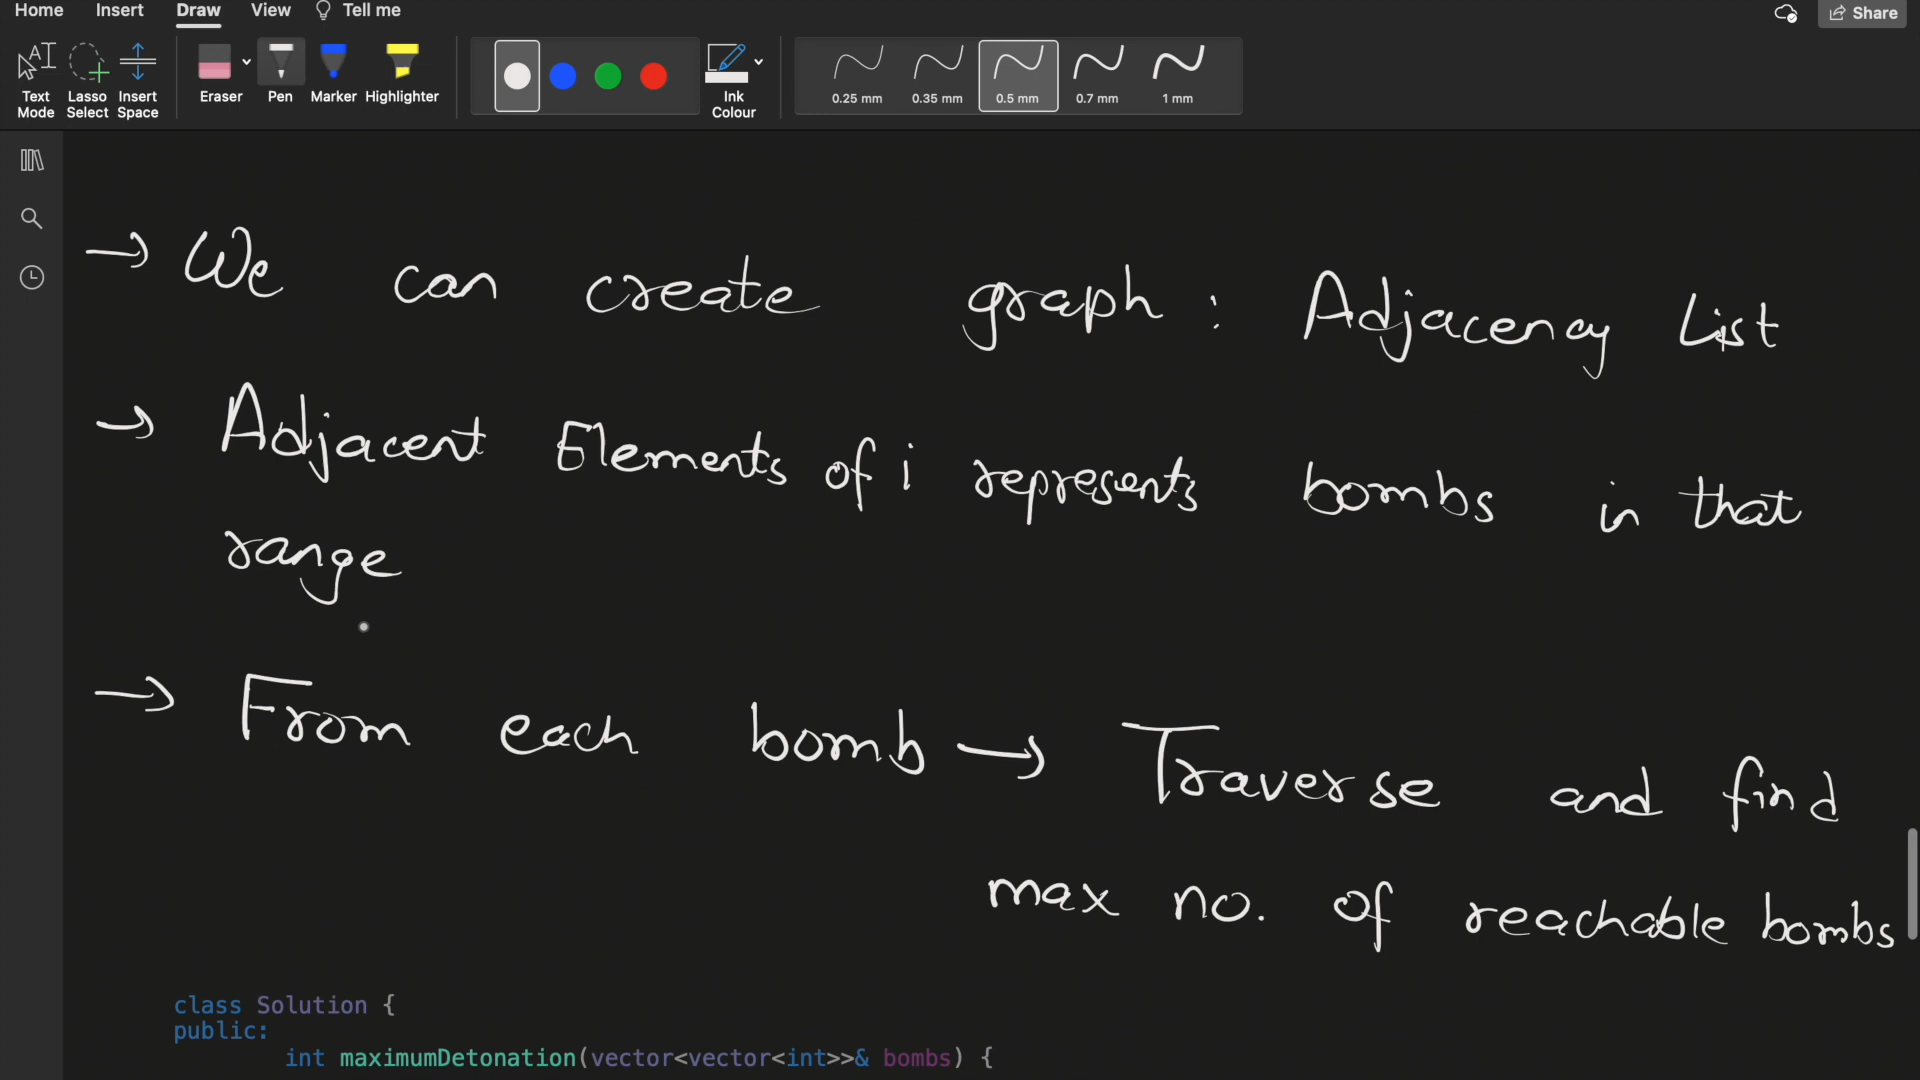 Home Insert Draw View Tell me Share
Text Mode Lasso Select Insert Space Eraser Pen Marker Highlighter Ink Colour 0.25 mm 0.35 mm 0.5 mm 0.7 mm 1 mm
→ We can create graph : Adjacency List
→ Adjacent Elements of i represents bombs in that
range
→ From each bomb → Traverse and find
max no. of reachable bombs
class Solution {
public:
int maximumDetonation(vector<vector<int>>& bombs) {